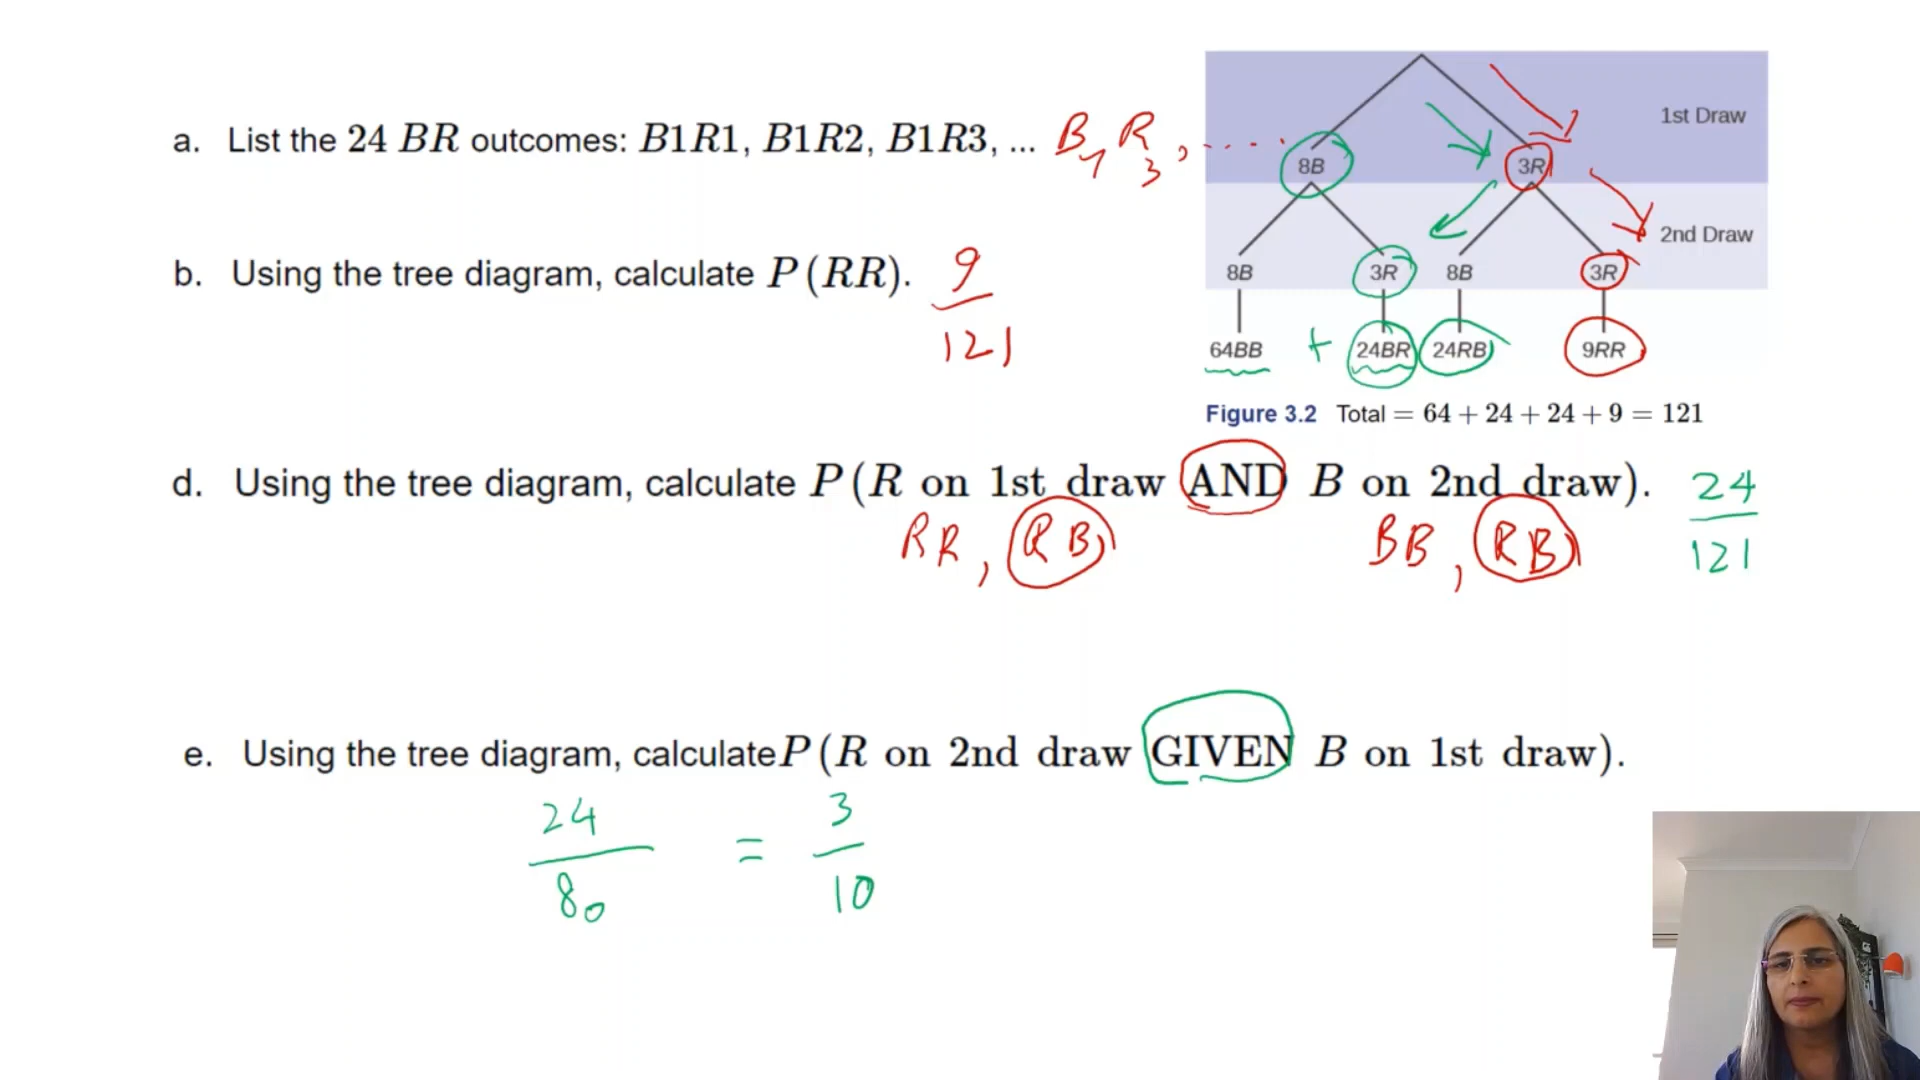 1st Draw
a. List the 24 BR outcomes: B1R1, B1R2, B1R3, ... B₁R₃, .....
8B 3R
2nd Draw
b. Using the tree diagram, calculate P(RR). 9/121
8B 3R 8B 3R
64BB + 24BR 24RB 9RR
Figure 3.2 Total = 64 + 24 + 24 + 9 = 121
d. Using the tree diagram, calculate P(R on 1st draw AND B on 2nd draw). 24/121
RR, RB BB, RB
e. Using the tree diagram, calculateP(R on 2nd draw GIVEN B on 1st draw).
24/80 = 3/10